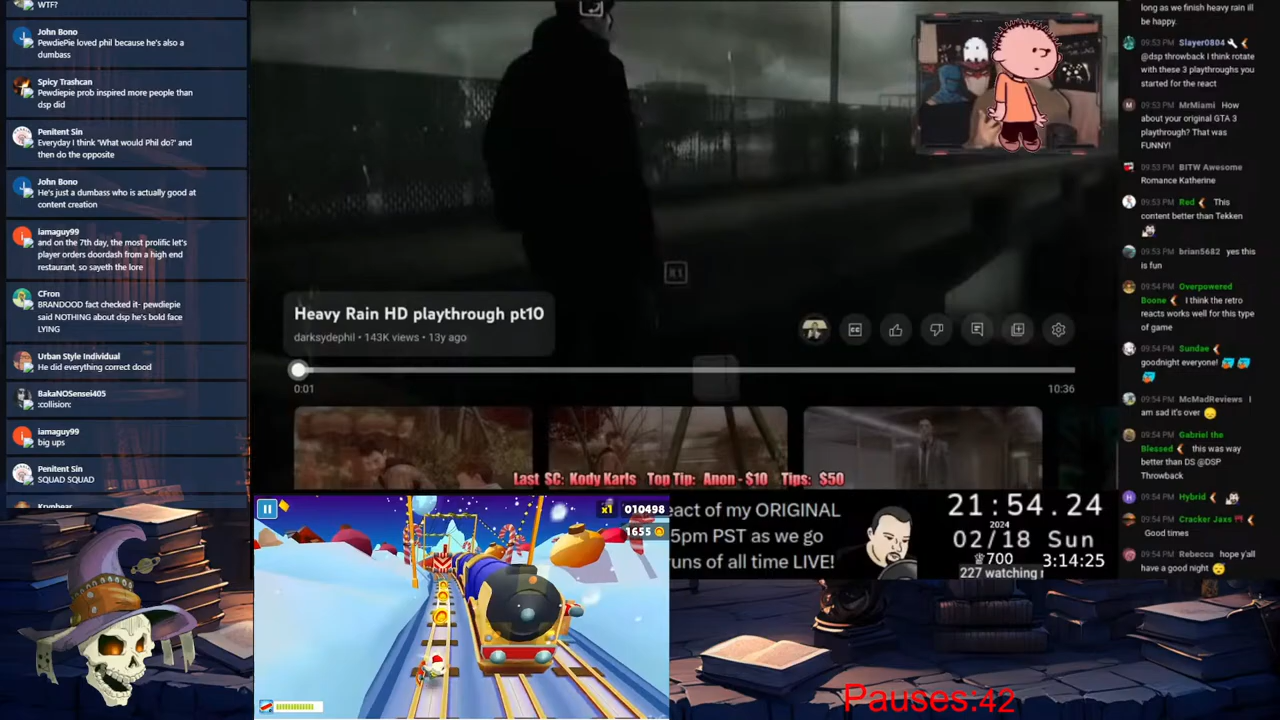 WTF?
John Bono
PewdiePie loved phil because he's also a
dumbass
Spicy Trashcan
Pewdiepie prob inspired more people than
dsp did
Penitent Sin
Everyday I think "What would Phil do?" and
then do the opposite
John Bono
He's just a dumbass who is actually good at
content creation
iamaguy99
and on the 7th day, the most prolific let's
player orders doordash from a high end
restaurant, so sayeth the lore
CFron
BRANDOOD fact checked it- pewdiepie
said NOTHING about dsp he's bold face
LYING
Urban Style Individual
He did everything correct dood
BakaNOSensei405
:collision:
iamaguy99
big ups
Penitent Sin
SQUAD SQUAD
R1
Heavy Rain HD playthrough pt10
darksydephil • 143K views • 13y ago
CC
0:01
10:36
Last SC: Kody Karls Top Tip: Anon - $10 Tips: $50
x1 010498
1655
eact of my ORIGINAL
5pm PST as we go
runs of all time LIVE!
21:54.24
2024
02/18 Sun
700
3:14:25
227 watching
long as we finish heavy rain ill
be happy.
09:53 PM Slayer0804
@dsp throwback I think rotate
with these 3 playthroughs you
started for the react
09:53 PM MrMiami How
about your original GTA 3
playthrough? That was
FUNNY!
09:53 PM BITW Awesome
Romance Katherine
09:53 PM Red This
content better than Tekken
09:53 PM brian5682 yes this
is fun
09:54 PM Overpowered
Boone I think the retro
reacts works well for this type
of game
09:54 PM Sundae
goodnight everyone!
09:54 PM McMadReviews I
am sad it's over
09:54 PM Gabriel the
Blessed this was way
better than DS @DSP
Throwback
09:54 PM Hybrid
09:54 PM Cracker Jaxs
Good times
09:54 PM Rebecca hope y'all
have a good night
Pauses:42